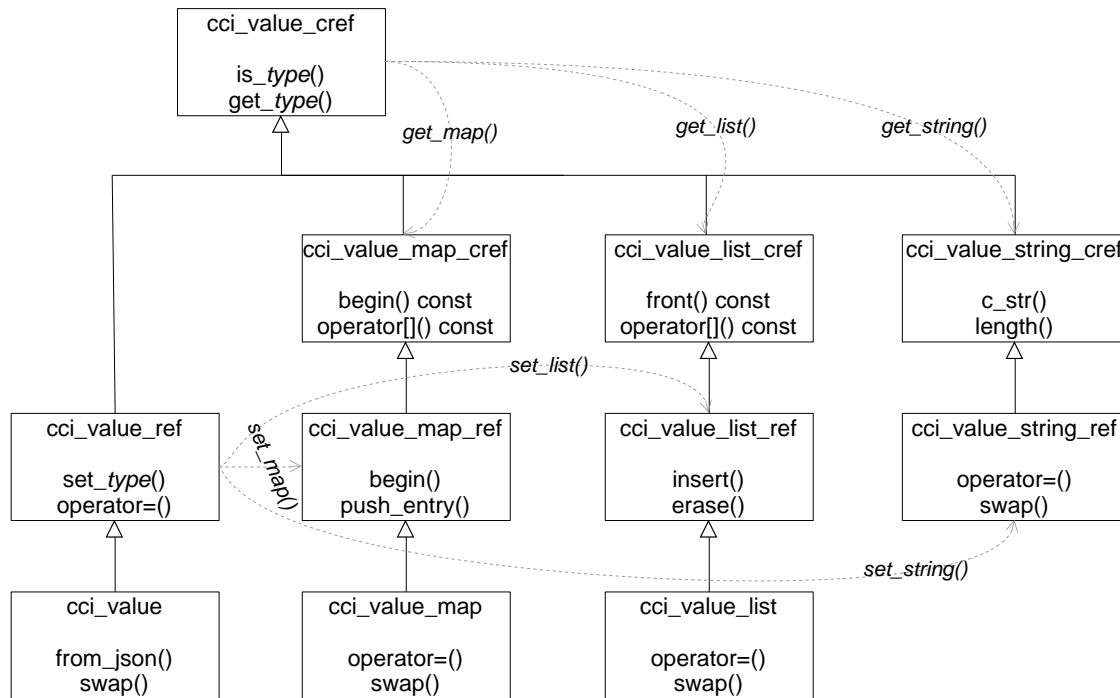 cci_value_cref
is_type()
get_type()
get_map()
get_list()
get_string()
cci_value_map_cref
begin() const
operator[]() const
cci_value_list_cref
front() const
operator[]() const
cci_value_string_cref
c_str()
length()
set_list()
cci_value_ref
set_type()
operator=()
set_map()
cci_value_map_ref
begin()
push_entry()
cci_value_list_ref
insert()
erase()
cci_value_string_ref
operator=()
swap()
set_string()
cci_value
from_json()
swap()
cci_value_map
operator=()
swap()
cci_value_list
operator=()
swap()